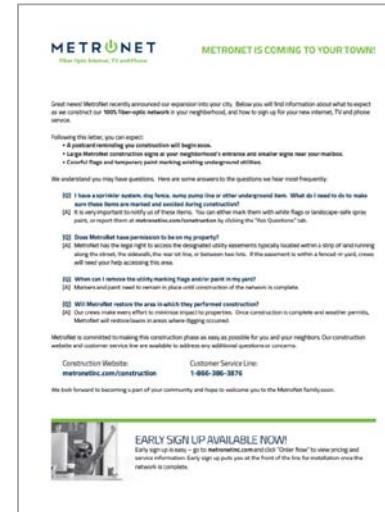 METRONET
Fiber Optic Internet, TV and Phone
METRONET IS COMING TO YOUR TOWN!
Great news! MetroNet recently announced our expansion into your city. Below you will find information about what to expect
as we construct our 100% fiber-optic network in your neighborhood, and how to sign up for your new internet, TV and phone
service.
Following this letter, you can expect:
• A postcard reminding you construction will begin soon.
• Large MetroNet construction signs at your neighborhood's entrance and smaller signs near your mailbox.
• Colorful flags and temporary paint marking existing underground utilities.
We understand you may have questions. Here are some answers to the questions we hear most frequently:
[Q] I have a sprinkler system, dog fence, sump pump line or other underground item. What do I need to do to make
sure these items are marked and avoided during construction?
[A] It is very important to notify us of these items. You can either mark them with white flags or landscape-safe spray
paint, or report them at metronetinc.com/construction by clicking the "Ask Questions" tab.
[Q] Does MetroNet have permission to be on my property?
[A] MetroNet has the legal right to access the designated utility easements typically located within a strip of land running
along the street, the sidewalk, the rear lot line, or between two lots. If the easement is within a fenced-in yard, crews
will need your help accessing this area.
[Q] When can I remove the utility marking flags and/or paint in my yard?
[A] Markers and paint need to remain in place until construction of the network is complete.
[Q] Will MetroNet restore the area in which they performed construction?
[A] Our crews make every effort to minimize impact to properties. Once construction is complete and weather permits,
MetroNet will restore lawns in areas where digging occurred.
MetroNet is committed to making this construction phase as easy as possible for you and your neighbors. Our construction
website and customer service line are available to address any additional questions or concerns.
Construction Website: Customer Service Line:
metronetinc.com/construction 1-866-386-3876
We look forward to becoming a part of your community and hope to welcome you to the MetroNet family soon.
EARLY SIGN UP AVAILABLE NOW!
Early sign up is easy – go to metronetinc.com and click "Order Now" to view pricing and
service information. Early sign up puts you at the front of the line for installation once the
network is complete.